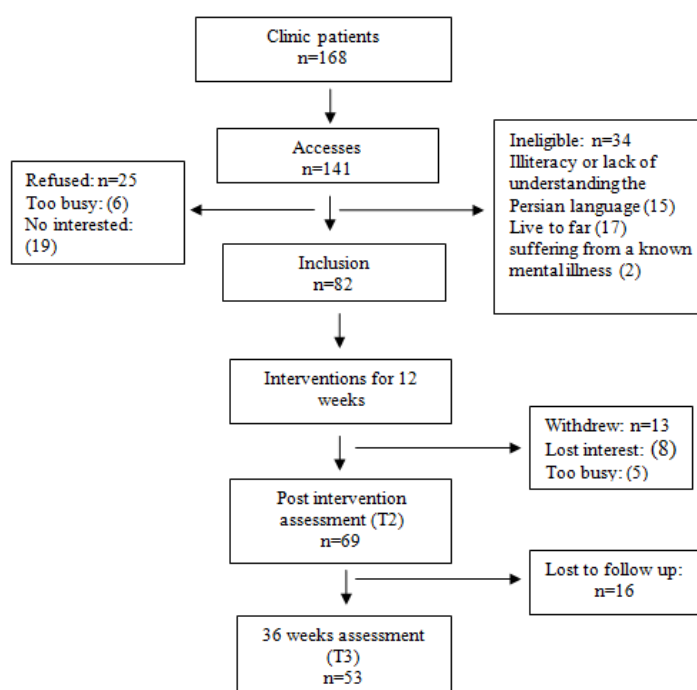 Clinic patients
n=168
Accesses
n=141
Refused: n=25
Too busy: (6)
No interested:
(19)
Ineligible: n=34
Illiteracy or lack of
understanding the
Persian language (15)
Live to far (17)
suffering from a known
mental illness (2)
Inclusion
n=82
Interventions for 12
weeks
Withdrew: n=13
Lost interest: (8)
Too busy: (5)
Post intervention
assessment (T2)
n=69
Lost to follow up:
n=16
36 weeks assessment
(T3)
n=53